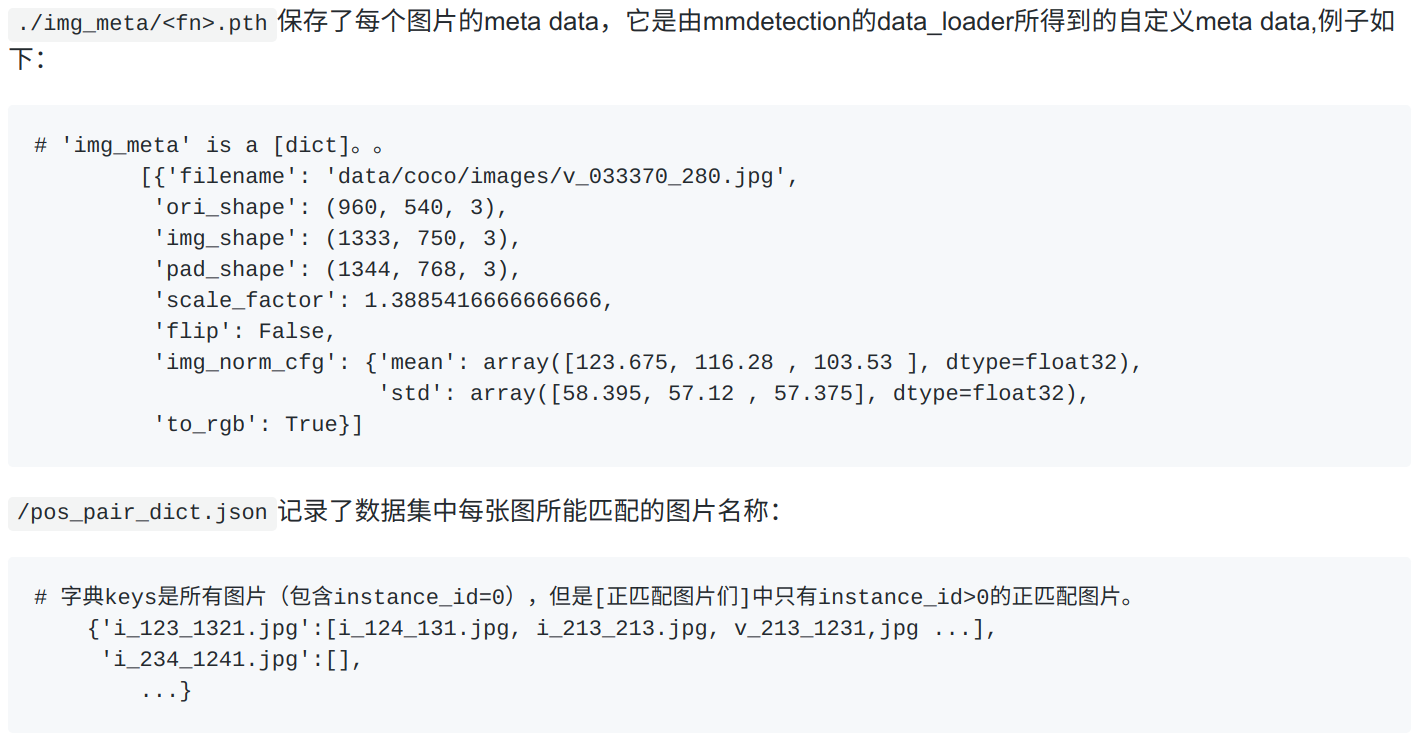 ./img_meta/<fn>.pth保存了每个图片的meta data，它是由mmdetection的data_loader所得到的自定义meta data,例子如
下：
# 'img_meta' is a [dict]。。
[{'filename': 'data/coco/images/v_033370_280.jpg',
'ori_shape': (960, 540, 3),
'img_shape': (1333, 750, 3),
'pad_shape': (1344, 768, 3),
'scale_factor': 1.3885416666666666,
'flip': False,
'img_norm_cfg': {'mean': array([123.675, 116.28 , 103.53 ], dtype=float32),
'std': array([58.395, 57.12 , 57.375], dtype=float32),
'to_rgb': True}]
/pos_pair_dict.json记录了数据集中每张图所能匹配的图片名称：
# 字典keys是所有图片（包含instance_id=0），但是[正匹配图片们]中只有instance_id>0的正匹配图片。
{'i_123_1321.jpg':[i_124_131.jpg, i_213_213.jpg, v_213_1231,jpg ...],
'i_234_1241.jpg':[],
...}